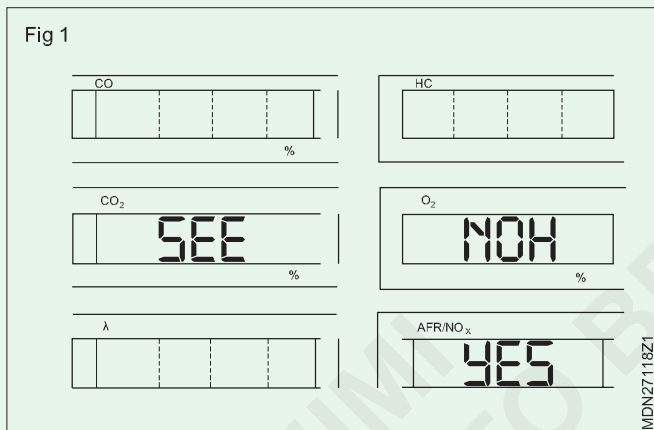 Fig 1
CO
HC
%
CO₂
O₂
SEE
NOH
%
%
λ
AFR/NOX
YES
MDN27118Z1